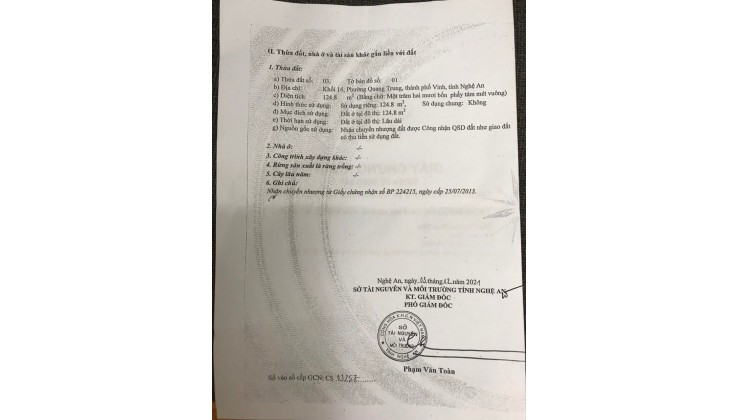 II. Thửa đất, nhà ở và tài sản khác gắn liền với đất
1. Thửa đất:
a) Thửa đất số: 03, Tờ bản đồ số: 01
b) Địa chỉ: Khối 14, Phường Quang Trung, thành phố Vinh, tỉnh Nghệ An
c) Diện tích: 124.8 m², (Bằng chữ: Một trăm hai mươi bốn phẩy tám mét vuông)
d) Hình thức sử dụng: Sử dụng riêng: 124.8 m², Sử dụng chung: Không
đ) Mục đích sử dụng: Đất ở tại đô thị: 124.8 m²
e) Thời hạn sử dụng: Đất ở tại đô thị: Lâu dài
g) Nguồn gốc sử dụng: Nhận chuyển nhượng đất được Công nhận QSD đất như giao đất
có thu tiền sử dụng đất.
2. Nhà ở: -/-
3. Công trình xây dựng khác: -/-
4. Rừng sản xuất là rừng trồng: -/-
5. Cây lâu năm: -/-
6. Ghi chú:
Nhận chuyển nhượng từ Giấy chứng nhận số BP 224215, ngày cấp 25/07/2013.
Nghệ An, ngày 03 tháng 12 năm 2021
SỞ TÀI NGUYÊN VÀ MÔI TRƯỜNG TỈNH NGHỆ AN
KT. GIÁM ĐỐC
PHÓ GIÁM ĐỐC
SỞ
TÀI NGUYÊN
VÀ
MÔI TRƯỜNG
Phạm Văn Toàn
Số vào sổ cấp GCN: CS